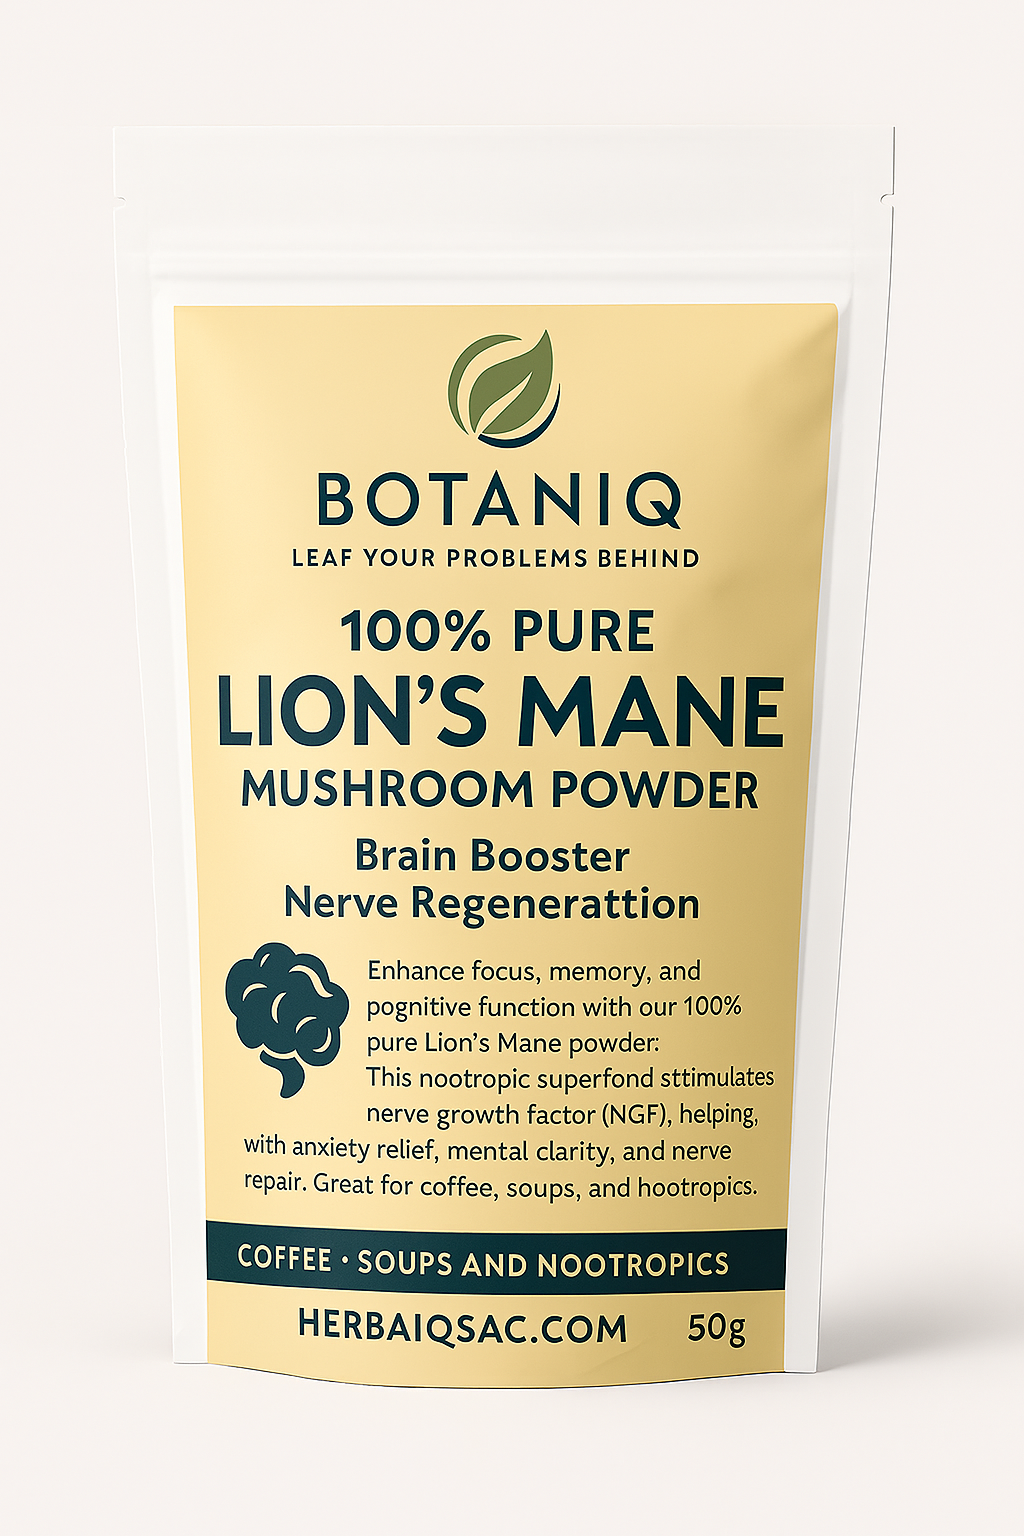 BOTANIQ
LEAF YOUR PROBLEMS BEHIND
100% PURE
LION'S MANE
MUSHROOM POWDER
Brain Booster
Nerve Regenerattion
Enhance focus, memory, and
pognitive function with our 100%
pure Lion's Mane powder:
This nootropic superfond sttimulates
nerve growth factor (NGF), helping,
with anxiety relief, mental clarity, and nerve
repair. Great for coffee, soups, and hootropics.
COFFEE • SOUPS AND NOOTROPICS
HERBAIQSAC.COM 50g